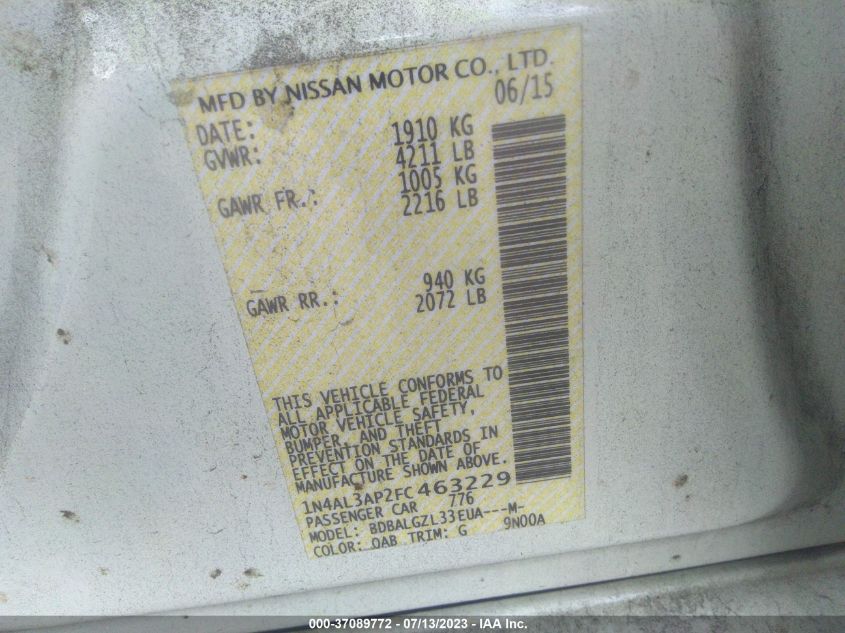 MFD BY NISSAN MOTOR CO., LTD.
DATE: 06/15
GVWR: 1910 KG
4211 LB
GAWR FR.: 1005 KG
2216 LB
GAWR RR.: 940 KG
2072 LB
THIS VEHICLE CONFORMS TO
ALL APPLICABLE FEDERAL
MOTOR VEHICLE SAFETY,
BUMPER, AND THEFT
PREVENTION STANDARDS IN
EFFECT ON THE DATE OF
MANUFACTURE SHOWN ABOVE.
1N4AL3AP2FC463229
PASSENGER CAR 776
MODEL: BDBALGZL33EUA---M-
COLOR: QAB TRIM: G 9N00A
000-37089772 - 07/13/2023 - IAA Inc.